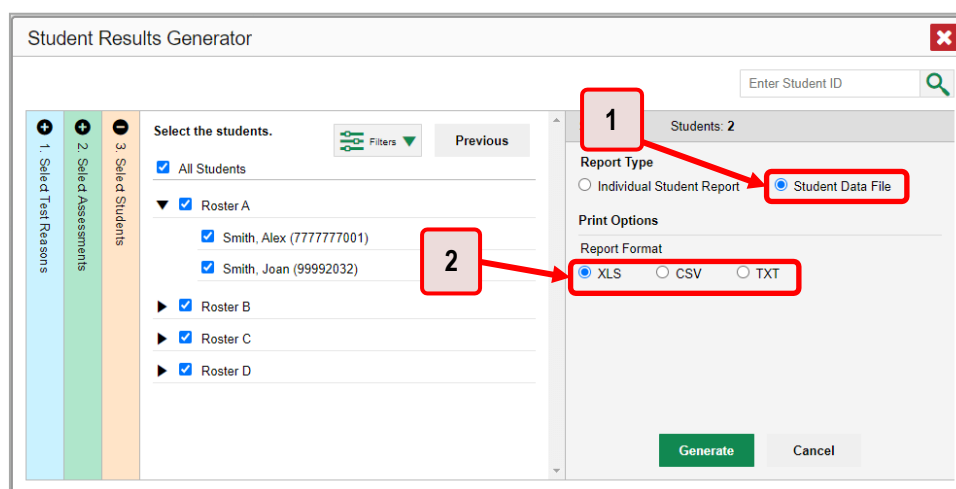 Student Results Generator
Enter Student ID
1. Select Test Reasons
2. Select Assessments
3. Select Students
Select the students.
Filters
Previous
All Students
Roster A
Smith, Alex (7777777001)
Smith, Joan (99992032)
Roster B
Roster C
Roster D
1
Students: 2
Report Type
Individual Student Report
Student Data File
Print Options
2
Report Format
XLS CSV TXT
Generate Cancel